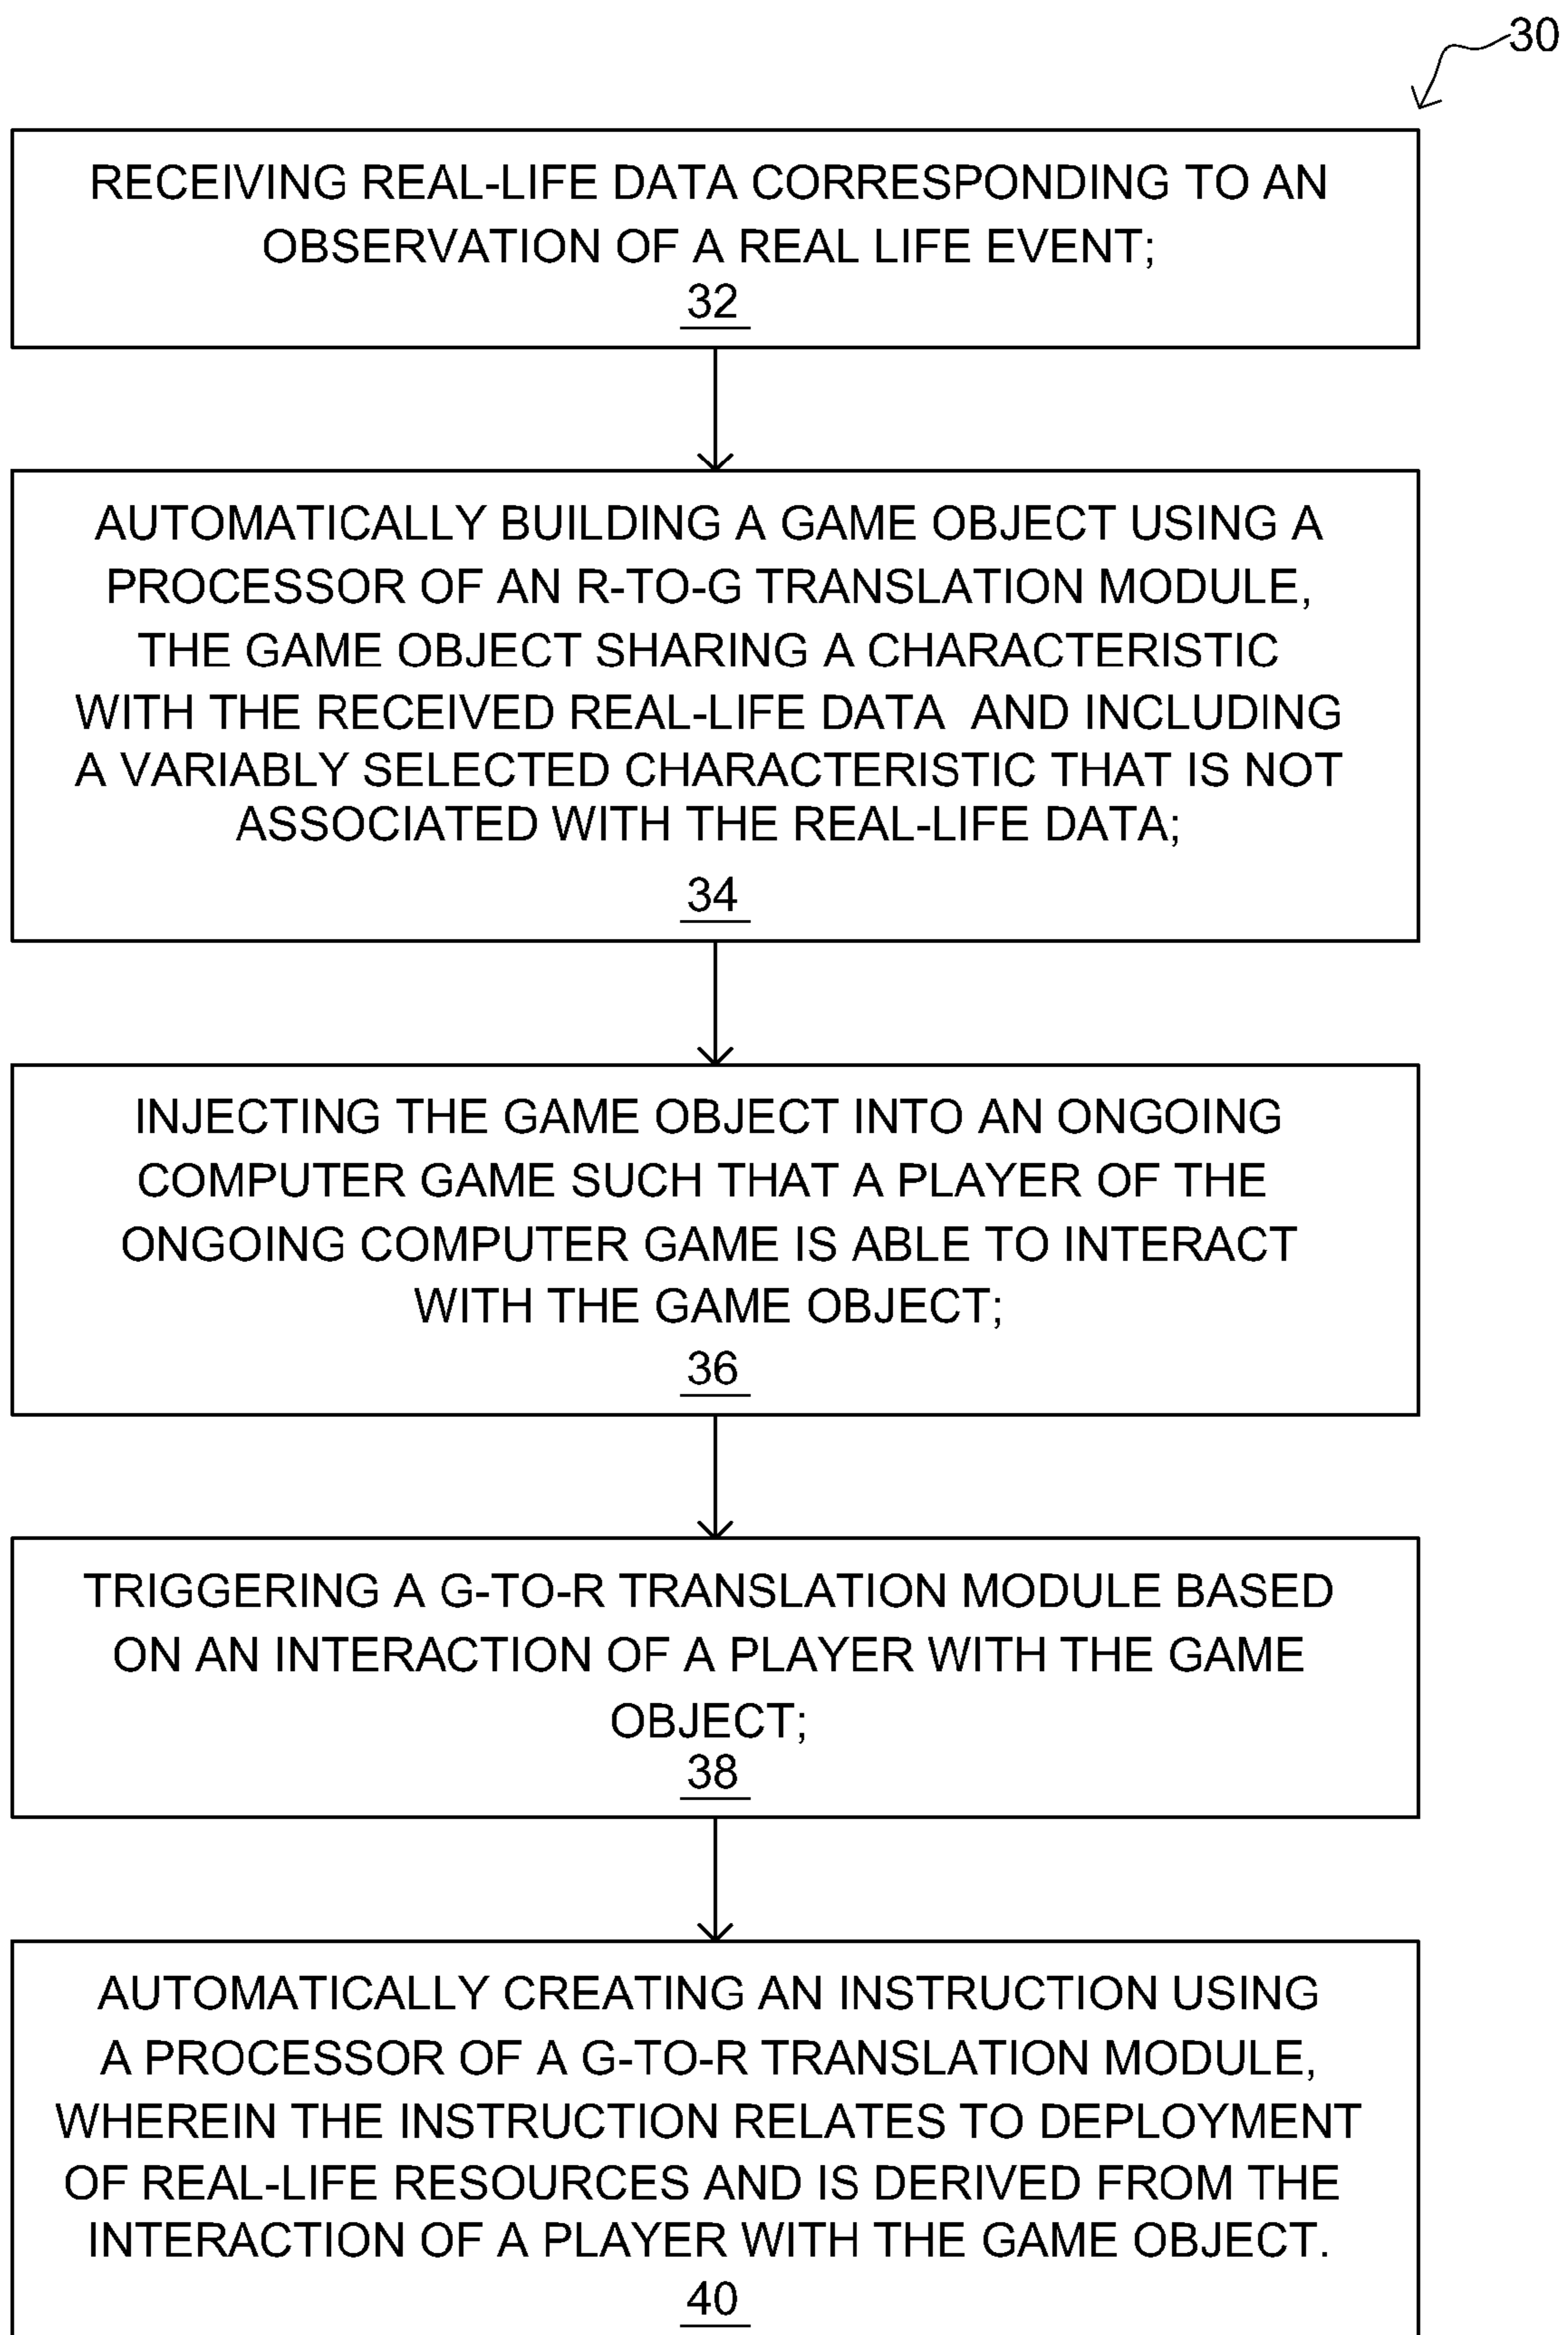 30
RECEIVING REAL-LIFE DATA CORRESPONDING TO AN
OBSERVATION OF A REAL LIFE EVENT;
32
AUTOMATICALLY BUILDING A GAME OBJECT USING A
PROCESSOR OF AN R-TO-G TRANSLATION MODULE,
THE GAME OBJECT SHARING A CHARACTERISTIC
WITH THE RECEIVED REAL-LIFE DATA AND INCLUDING
A VARIABLY SELECTED CHARACTERISTIC THAT IS NOT
ASSOCIATED WITH THE REAL-LIFE DATA;
34
INJECTING THE GAME OBJECT INTO AN ONGOING
COMPUTER GAME SUCH THAT A PLAYER OF THE
ONGOING COMPUTER GAME IS ABLE TO INTERACT
WITH THE GAME OBJECT;
36
TRIGGERING A G-TO-R TRANSLATION MODULE BASED
ON AN INTERACTION OF A PLAYER WITH THE GAME
OBJECT;
38
AUTOMATICALLY CREATING AN INSTRUCTION USING
A PROCESSOR OF A G-TO-R TRANSLATION MODULE,
WHEREIN THE INSTRUCTION RELATES TO DEPLOYMENT
OF REAL-LIFE RESOURCES AND IS DERIVED FROM THE
INTERACTION OF A PLAYER WITH THE GAME OBJECT.
40